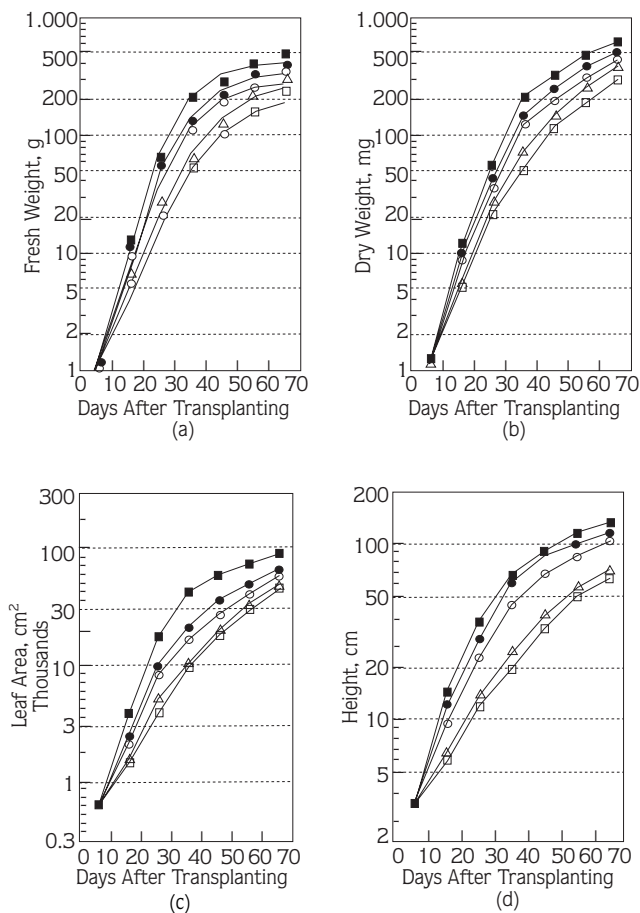 1.000
500
200
100
50
20
10
5
2
1
Fresh Weight, g
0 10 20 30 40 50 60 70
Days After Transplanting
(a)
1.000
500
200
100
50
20
10
5
2
1
Dry Weight, mg
0 10 20 30 40 50 60 70
Days After Transplanting
(b)
300
100
30
10
3
1
0.3
Leaf Area, cm²
Thousands
0 10 20 30 40 50 60 70
Days After Transplanting
(c)
200
100
50
20
10
5
2
Height, cm
0 10 20 30 40 50 60 70
Days After Transplanting
(d)